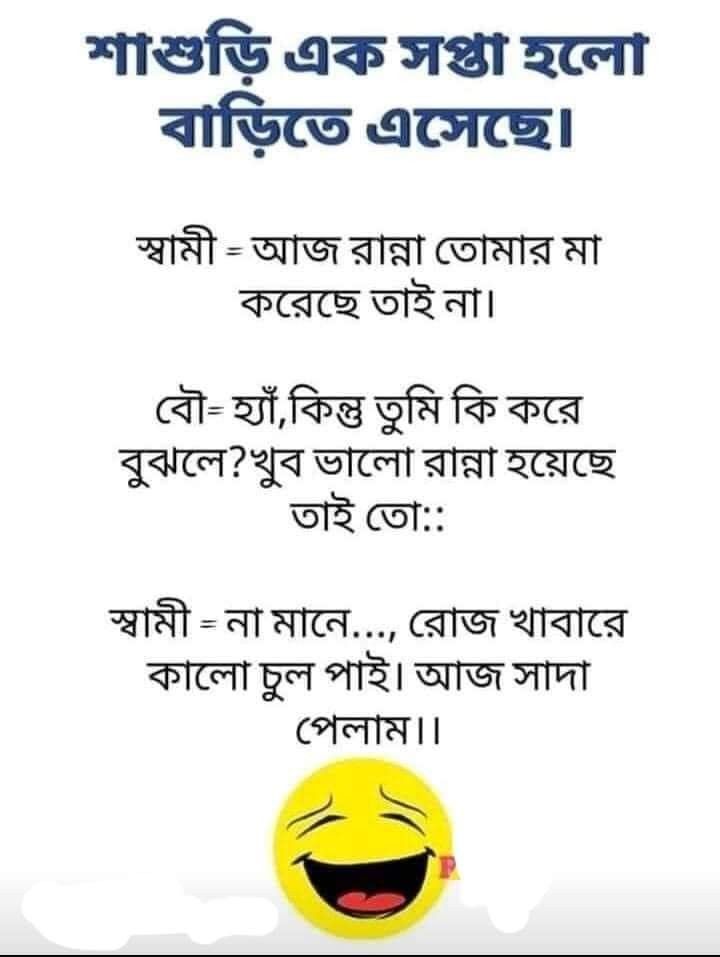 শাশুড়ি এক সপ্তা হলো
বাড়িতে এসেছে।
স্বামী = আজ রান্না তোমার মা
করেছে তাই না।
বৌ= হ্যাঁ,কিন্তু তুমি কি করে
বুঝলে?খুব ভালো রান্না হয়েছে
তাই তো::
স্বামী = না মানে..., রোজ খাবারে
কালো চুল পাই। আজ সাদা
পেলাম।।